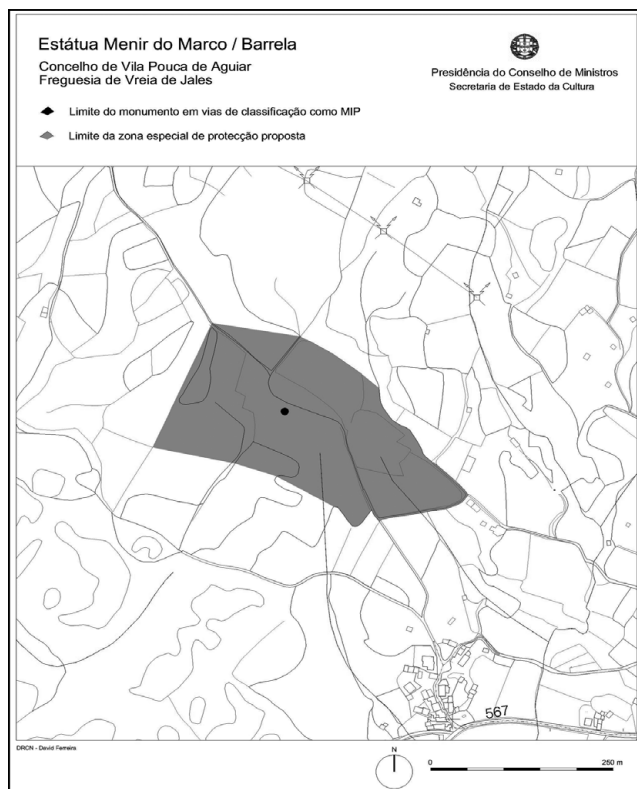 Estátua Menir do Marco / Barrela
Concelho de Vila Pouca de Aguiar
Freguesia de Vreia de Jales
Presidência do Conselho de Ministros
Secretaria de Estado da Cultura
Limite do monumento em vias de classificação como MIP
Limite da zona especial de protecção proposta
567
DRCN - David Ferreira
N
0
250 m